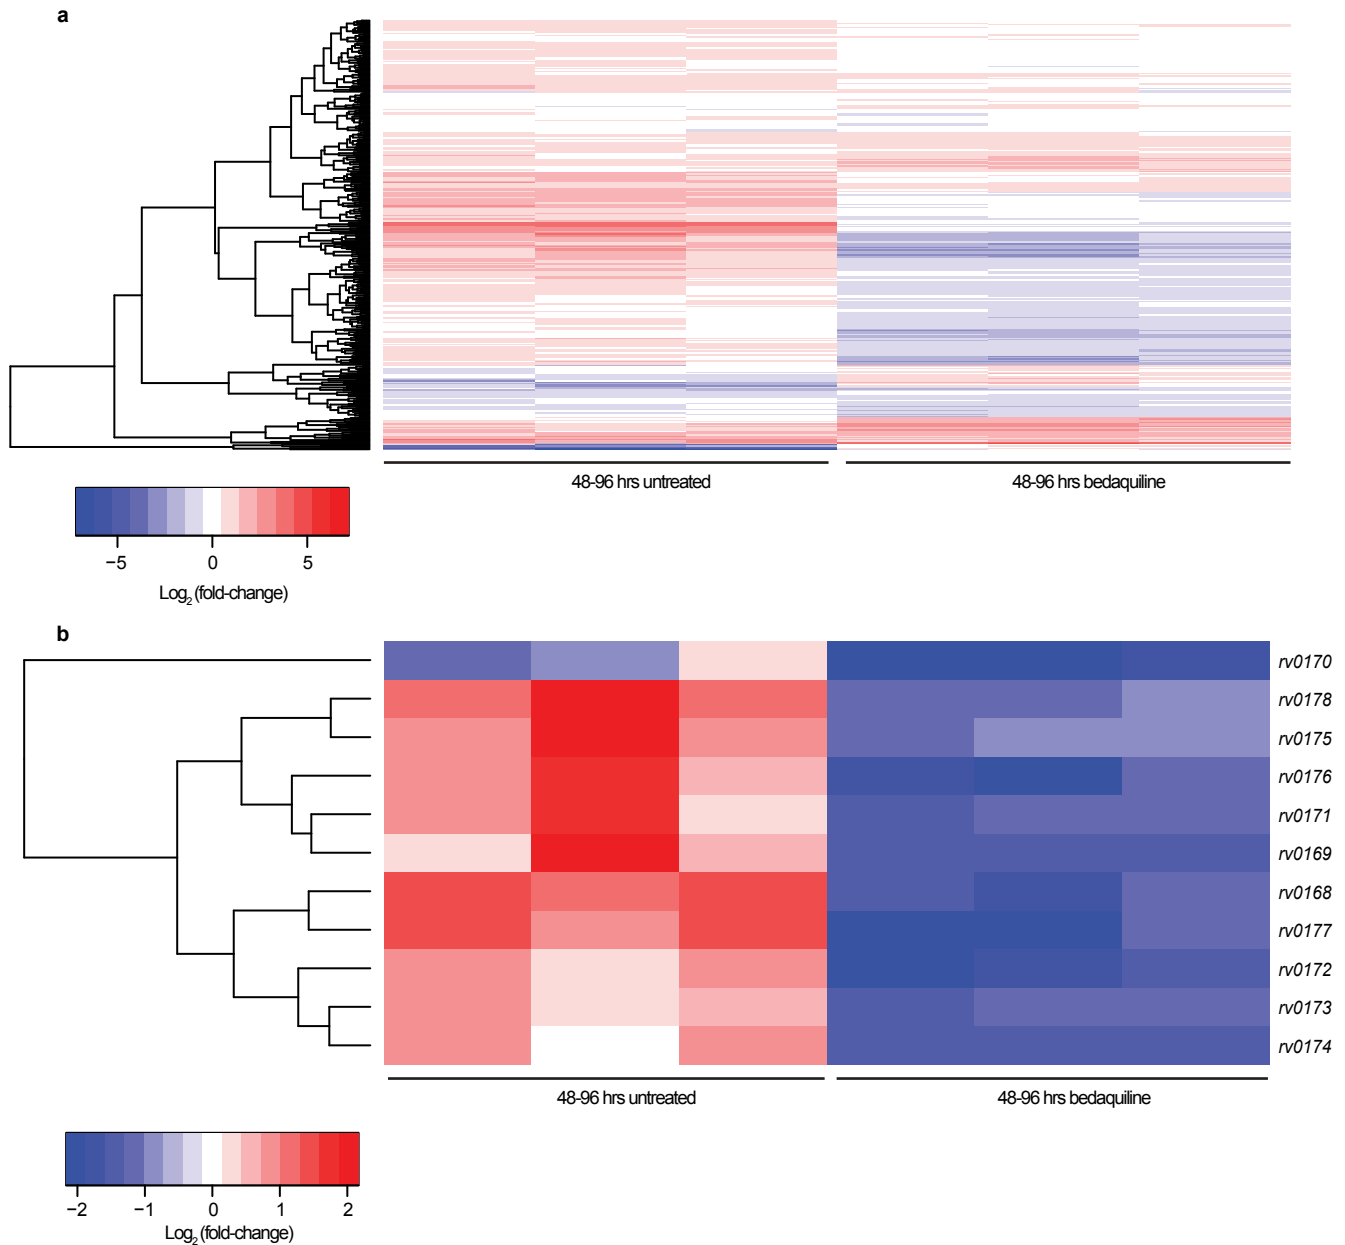 a
48-96 hrs untreated
48-96 hrs bedaquiline
−5 0 5
Log2 (fold-change)
b
rv0170
rv0178
rv0175
rv0176
rv0171
rv0169
rv0168
rv0177
rv0172
rv0173
rv0174
48-96 hrs untreated
48-96 hrs bedaquiline
−2 −1 0 1 2
Log2 (fold-change)